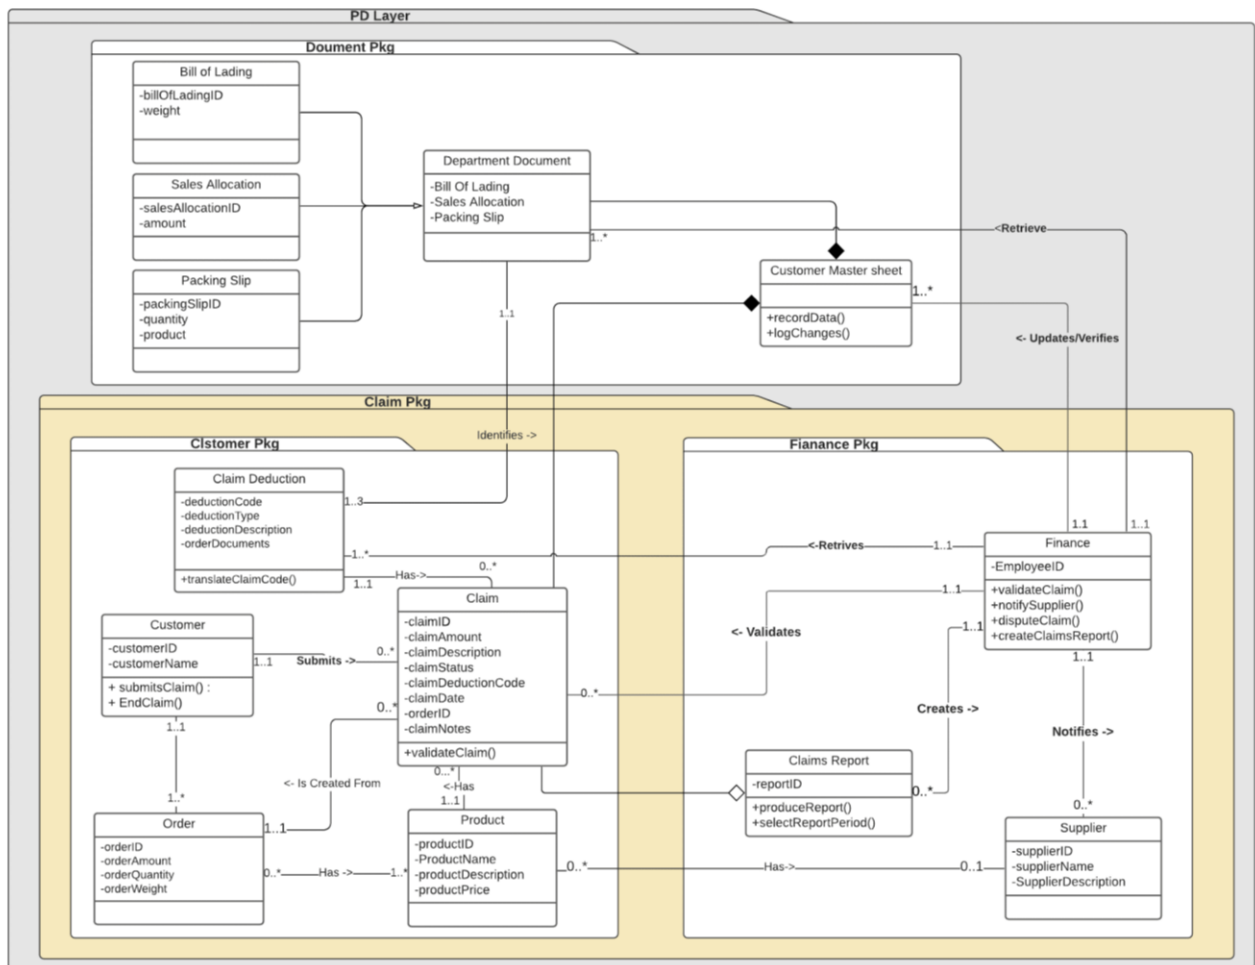 PD Layer
Doument Pkg
Bill of Lading
-billOfLadingID
-weight
Sales Allocation
-salesAllocationID
-amount
Packing Slip
-packingSlipID
-quantity
-product
Department Document
-Bill Of Lading
-Sales Allocation
-Packing Slip
1..*
<Retrieve
Customer Master sheet
+recordData()
+logChanges()
1..*
<- Updates/Verifies
1..1
Claim Pkg
Identifies ->
Clstomer Pkg
Claim Deduction
-deductionCode
-deductionType
-deductionDescription
-orderDocuments
+translateClaimCode()
1..3
1..*
1..1
Has->
0..*
Claim
-claimID
-claimAmount
-claimDescription
-claimStatus
-claimDeductionCode
-claimDate
-orderID
-claimNotes
+validateClaim()
Customer
-customerID
-customerName
+ submitsClaim() :
+ EndClaim()
1..1
Submits ->
0..*
0..*
1..1
1..*
<- Is Created From
1..1
0...*
<-Has
1..1
Order
-orderID
-orderAmount
-orderQuantity
-orderWeight
0..*
Has ->
1..*
Product
-productID
-ProductName
-productDescription
-productPrice
Fianance Pkg
1.1
1..1
Finance
-EmployeeID
+validateClaim()
+notifySupplier()
+disputeClaim()
+createClaimsReport()
<-Retrives
1..1
<- Validates
1..1
0..*
1..1
Creates ->
0..*
1..1
Notifies ->
0..*
Claims Report
-reportID
+produceReport()
+selectReportPeriod()
Supplier
-supplierID
-supplierName
-SupplierDescription
0..*
Has->
0..1